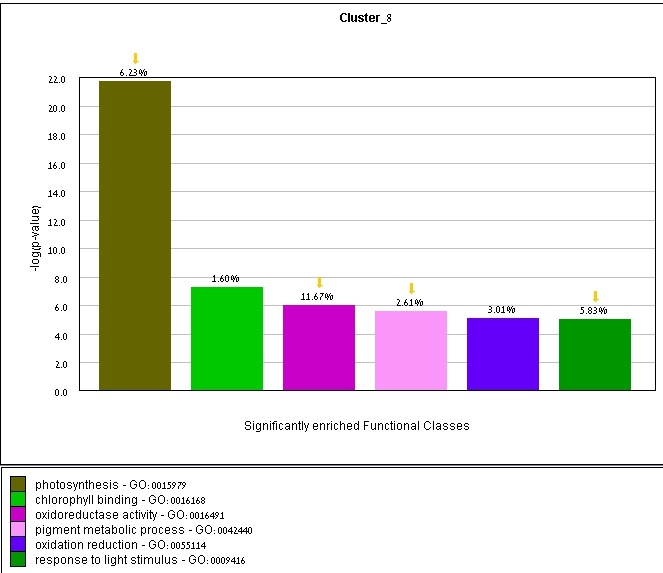 Cluster_8
6.23%
22.0
20.0
18.0
16.0
14.0
12.0
10.0
8.0
6.0
4.0
2.0
0.0
-log(p-value)
1.60%
11.67%
2.61%
3.01%
5.83%
Significantly enriched Functional Classes
photosynthesis - GO:0015979
chlorophyll binding - GO:0016168
oxidoreductase activity - GO:0016491
pigment metabolic process - GO:0042440
oxidation reduction - GO:0055114
response to light stimulus - GO:0009416